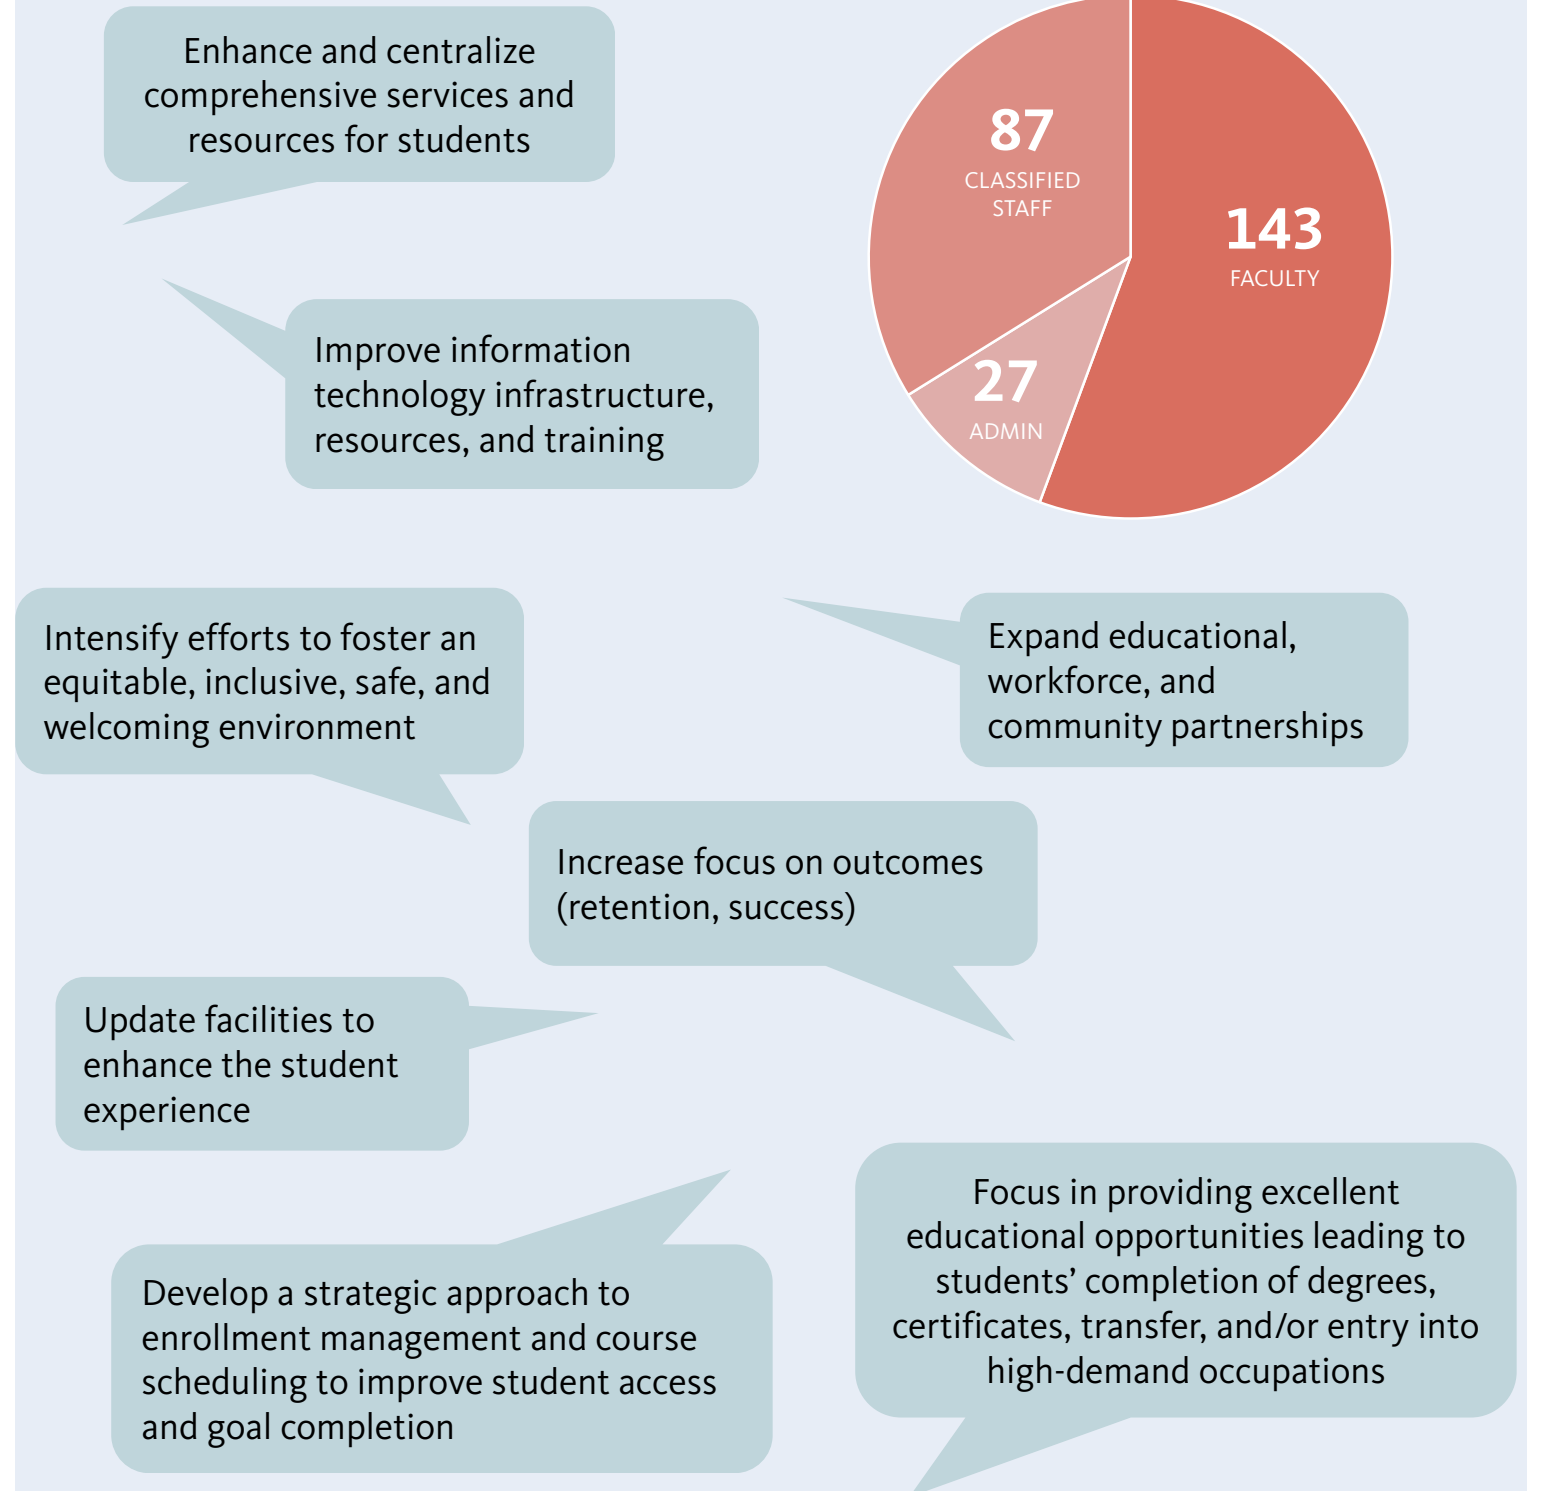 Enhance and centralize
comprehensive services and
resources for students
87
CLASSIFIED
STAFF
143
FACULTY
27
ADMIN
Improve information
technology infrastructure,
resources, and training
Intensify efforts to foster an
equitable, inclusive, safe, and
welcoming environment
Expand educational,
workforce, and
community partnerships
Increase focus on outcomes
(retention, success)
Update facilities to
enhance the student
experience
Focus in providing excellent
educational opportunities leading to
students’ completion of degrees,
certificates, transfer, and/or entry into
high-demand occupations
Develop a strategic approach to
enrollment management and course
scheduling to improve student access
and goal completion